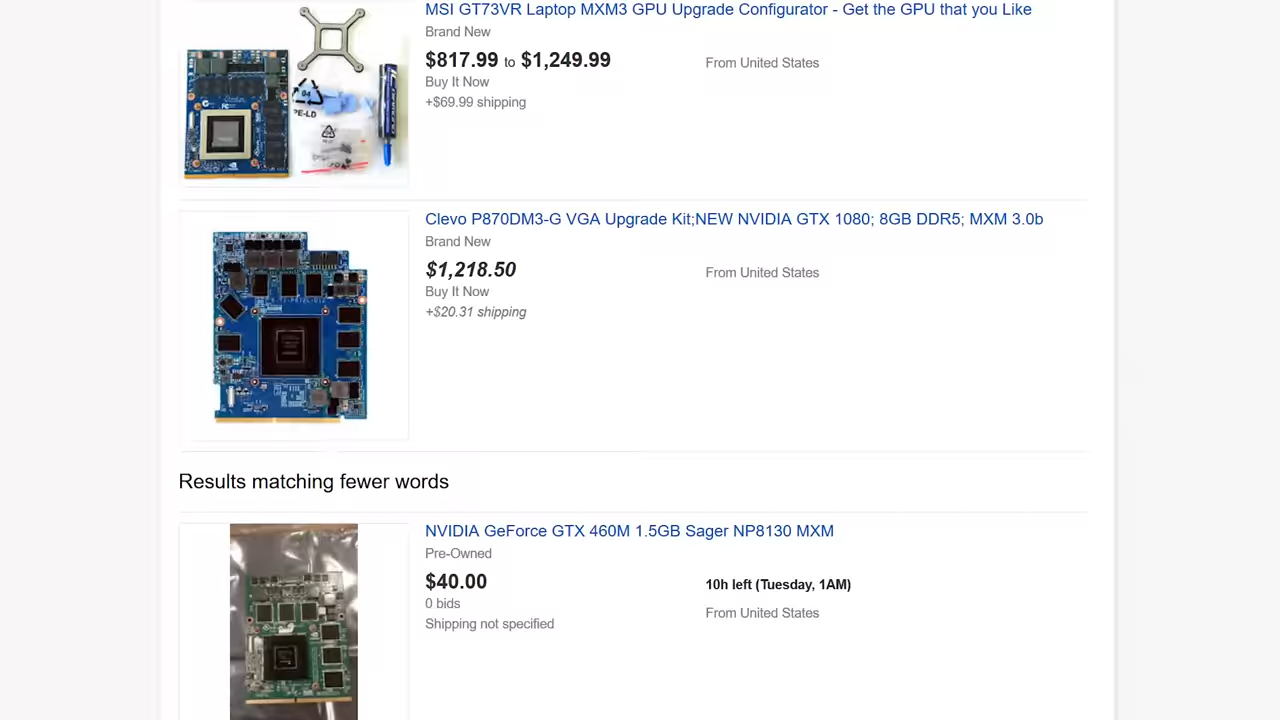 MSI GT73VR Laptop MXM3 GPU Upgrade Configurator - Get the GPU that you Like
Brand New
$817.99 to $1,249.99
From United States
Buy It Now
+$69.99 shipping
04
PE-LD
Clevo P870DM3-G VGA Upgrade Kit;NEW NVIDIA GTX 1080; 8GB DDR5; MXM 3.0b
Brand New
$1,218.50
From United States
Buy It Now
+$20.31 shipping
Results matching fewer words
NVIDIA GeForce GTX 460M 1.5GB Sager NP8130 MXM
Pre-Owned
$40.00
10h left (Tuesday, 1AM)
0 bids
From United States
Shipping not specified